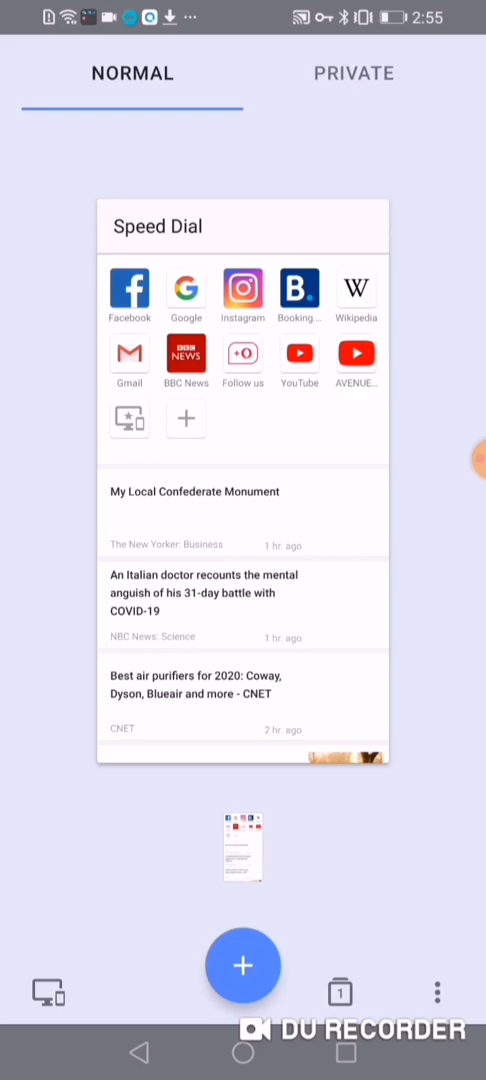 2:55
NORMAL
PRIVATE
Speed Dial
Facebook
Google
Instagram
Booking...
Wikipedia
Gmail
BBC NEWS
BBC News
Follow us
YouTube
AVENUE...
My Local Confederate Monument
The New Yorker: Business
1 hr. ago
An Italian doctor recounts the mental
anguish of his 31-day battle with
COVID-19
NBC News: Science
1 hr. ago
Best air purifiers for 2020: Coway,
Dyson, Blueair and more - CNET
CNET
2 hr. ago
1
DU RECORDER